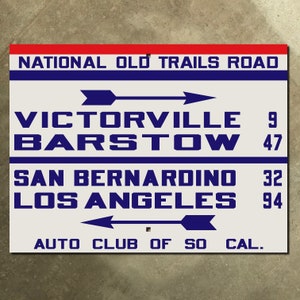 NATIONAL OLD TRAILS ROAD
VICTORVILLE 9
BARSTOW 47
SAN BERNARDINO 32
LOS ANGELES 94
AUTO CLUB OF SO CAL.